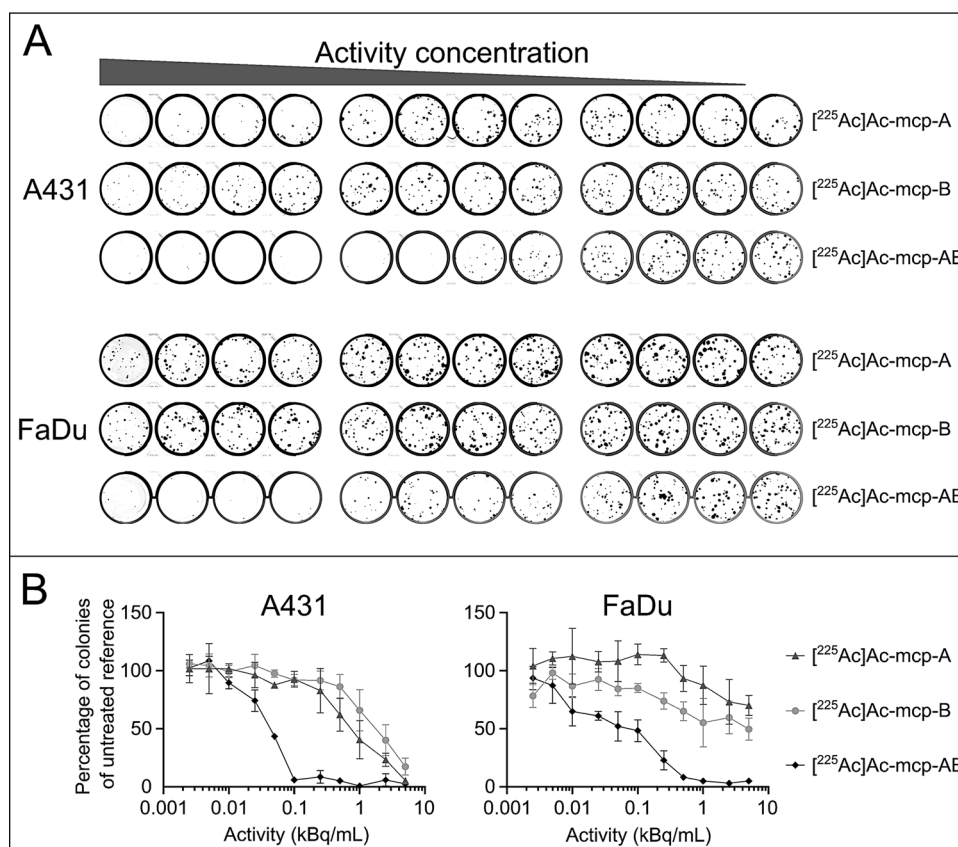 A
Activity concentration
[²²⁵Ac]Ac-mcp-A
A431
[²²⁵Ac]Ac-mcp-B
[²²⁵Ac]Ac-mcp-AB
[²²⁵Ac]Ac-mcp-A
FaDu
[²²⁵Ac]Ac-mcp-B
[²²⁵Ac]Ac-mcp-AB
B
A431
FaDu
Percentage of colonies
of untreated reference
150
100
50
0
0.001
0.01
0.1
1
10
Activity (kBq/mL)
150
100
50
0
0.001
0.01
0.1
1
10
Activity (kBq/mL)
[²²⁵Ac]Ac-mcp-A
[²²⁵Ac]Ac-mcp-B
[²²⁵Ac]Ac-mcp-AB